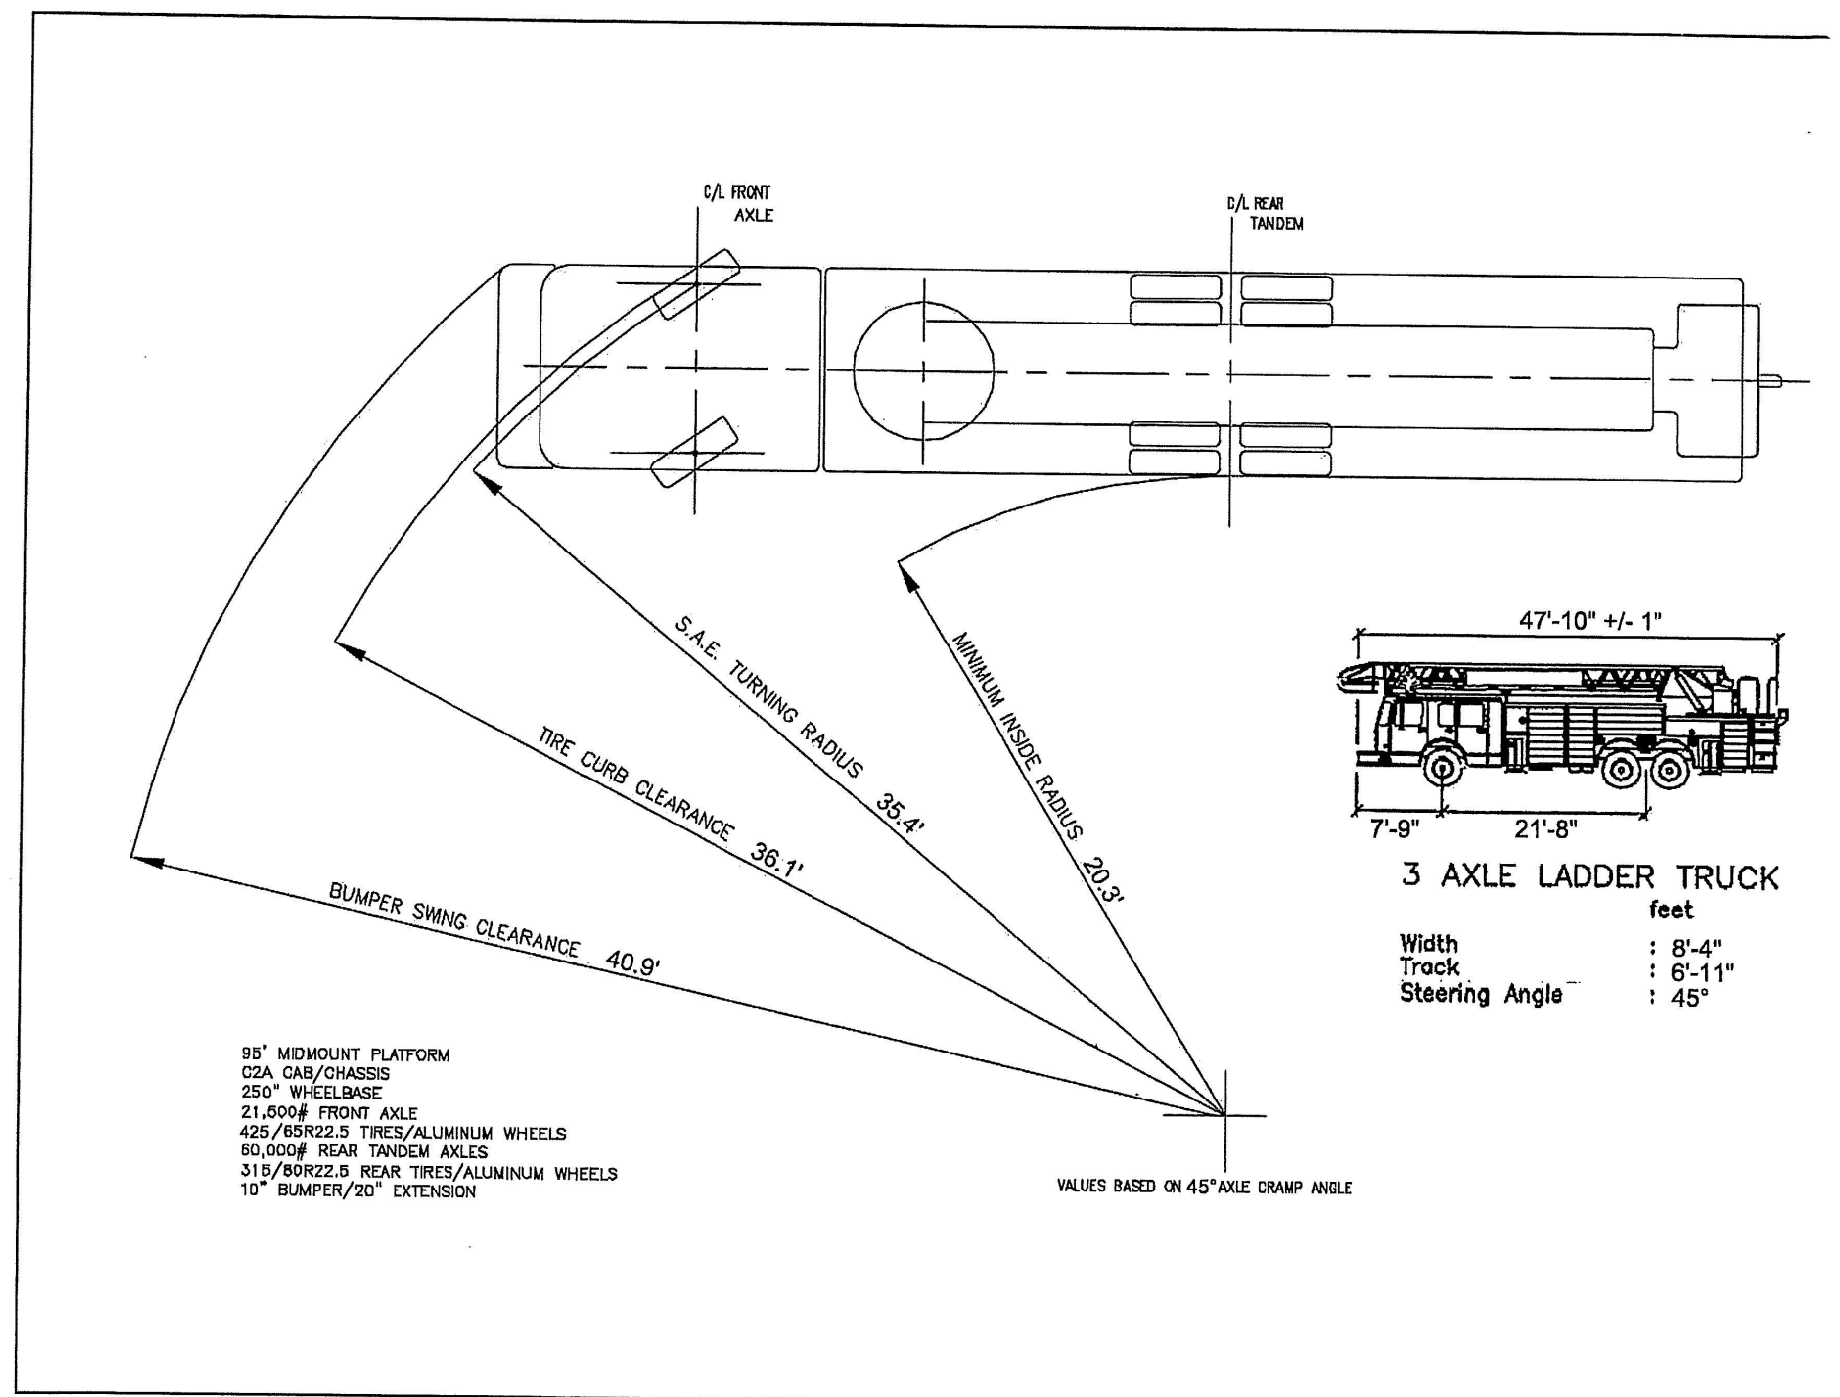 C/L FRONT
AXLE
C/L REAR
TANDEM
S.A.E. TURNING RADIUS 35.4'
MINIMUM INSIDE RADIUS 20.3'
TIRE CURB CLEARANCE 36.1'
BUMPER SWING CLEARANCE 40.9'
47'-10" +/- 1"
7'-9"
21'-8"
3 AXLE LADDER TRUCK
feet
Width : 8'-4"
Track : 6'-11"
Steering Angle : 45°
95' MIDMOUNT PLATFORM
C2A CAB/CHASSIS
250" WHEELBASE
21,500# FRONT AXLE
425/65R22.5 TIRES/ALUMINUM WHEELS
60,000# REAR TANDEM AXLES
315/80R22.5 REAR TIRES/ALUMINUM WHEELS
10" BUMPER/20" EXTENSION
VALUES BASED ON 45° AXLE CRAMP ANGLE